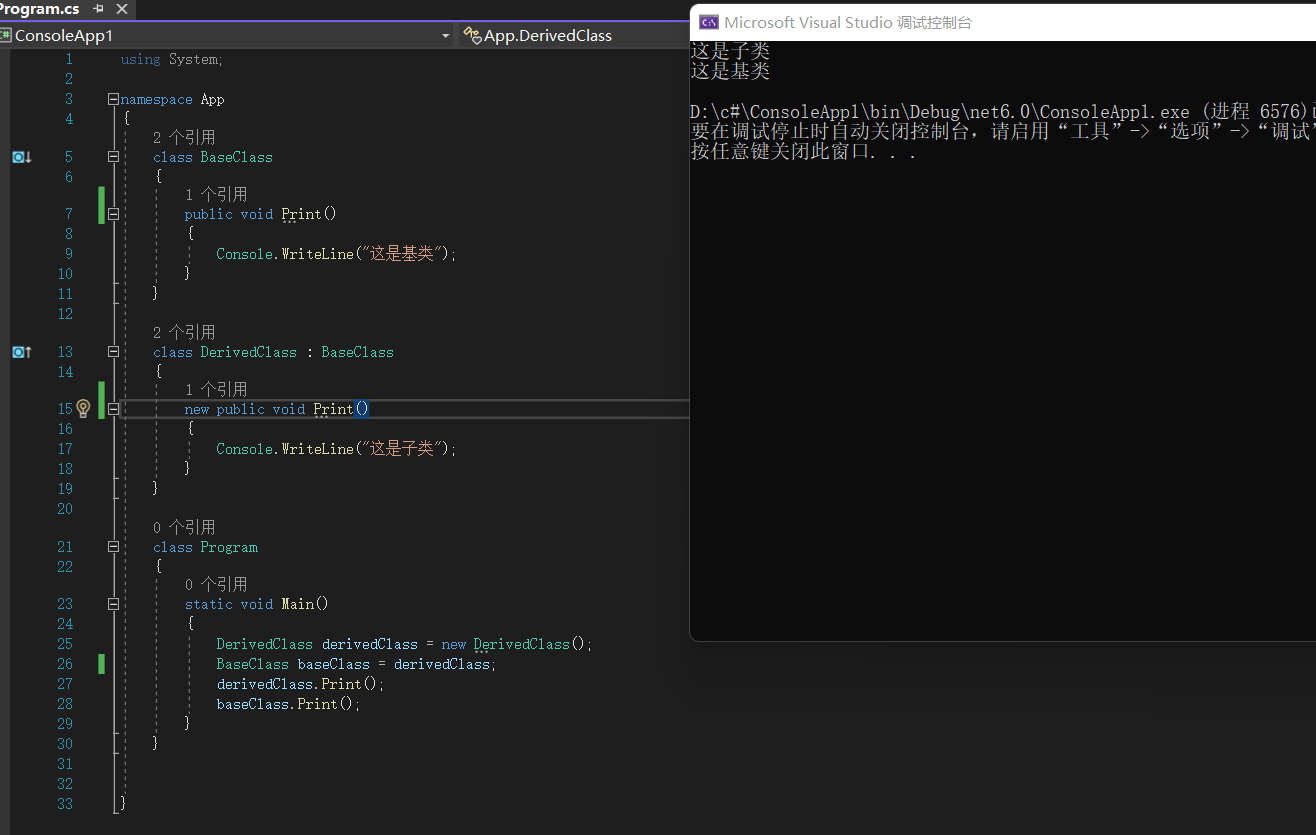 Program.cs
ConsoleApp1
App.DerivedClass
1 using System;
2
3 namespace App
4 {
2 个引用
5 class BaseClass
6 {
1 个引用
7 public void Print()
8 {
9 Console.WriteLine("这是基类");
10 }
11 }
12
2 个引用
13 class DerivedClass : BaseClass
14 {
1 个引用
15 new public void Print()
16 {
17 Console.WriteLine("这是子类");
18 }
19 }
20
0 个引用
21 class Program
22 {
0 个引用
23 static void Main()
24 {
25 DerivedClass derivedClass = new DerivedClass();
26 BaseClass baseClass = derivedClass;
27 derivedClass.Print();
28 baseClass.Print();
29 }
30 }
31
32
33 }
Microsoft Visual Studio 调试控制台
这是子类
这是基类
D:\c#\ConsoleApp1\bin\Debug\net6.0\ConsoleApp1.exe (进程 6576)
要在调试停止时自动关闭控制台，请启用“工具”->“选项”->“调试”
按任意键关闭此窗口. . .